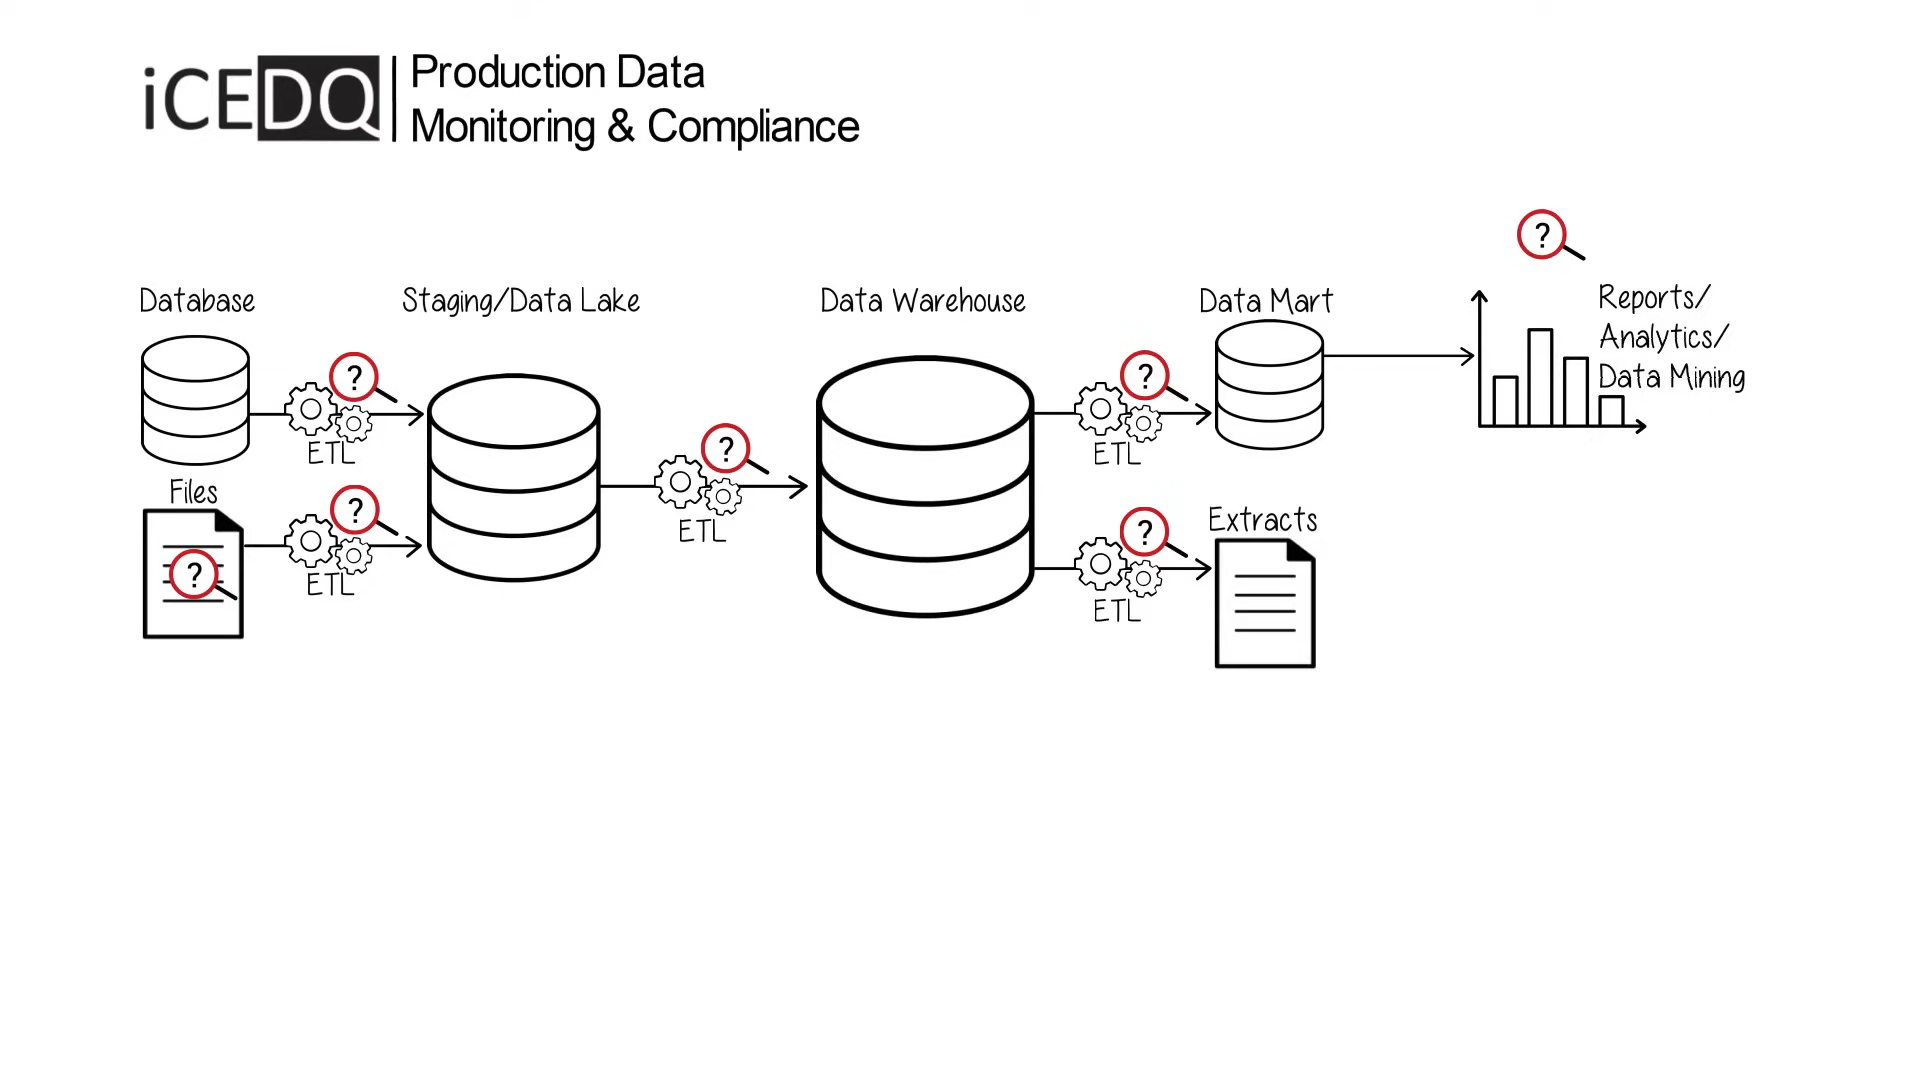 iCEDQ
Production Data
Monitoring & Compliance
Database
Staging/Data Lake
Data Warehouse
Data Mart
?
Reports/
Analytics/
Data Mining
?
ETL
?
ETL
?
ETL
Files
?
?
ETL
?
ETL
Extracts